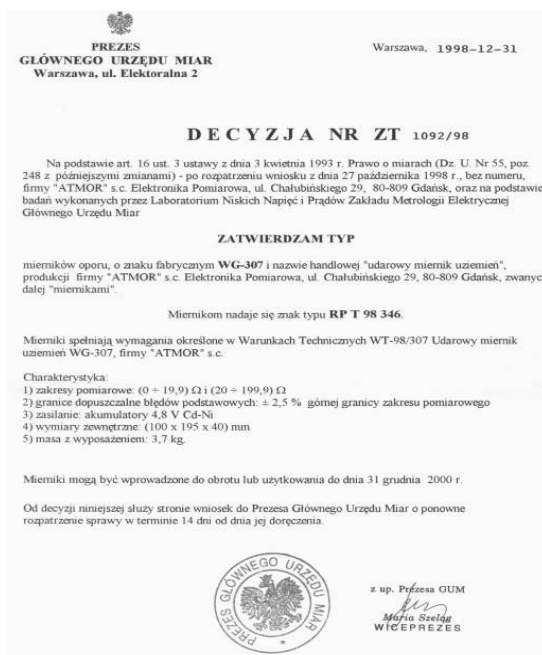 PREZES
GŁÓWNEGO URZĘDU MIAR
Warszawa, ul. Elektoralna 2
Warszawa, 1998-12-31
DECYZJA NR ZT 1092/98
Na podstawie art. 16 ust. 3 ustawy z dnia 3 kwietnia 1993 r. Prawo o miarach (Dz. U. Nr 55, poz.
248 z późniejszymi zmianami) - po rozpatrzeniu wniosku z dnia 27 października 1998 r., bez numeru,
firmy "ATMOR" s.c. Elektronika Pomiarowa, ul. Chałubińskiego 29, 80-809 Gdańsk, oraz na podstawie
badań wykonanych przez Laboratorium Niskich Napięć i Prądów Zakładu Metrologii Elektrycznej
Głównego Urzędu Miar
ZATWIERDZAM TYP
mierników oporu, o znaku fabrycznym WG-307 i nazwie handlowej "udarowy miernik uziemień",
produkcji firmy "ATMOR" s.c. Elektronika Pomiarowa, ul. Chałubińskiego 29, 80-809 Gdańsk, zwanyc
dalej "miernikami".
Miernikom nadaje się znak typu RP T 98 346.
Mierniki spełniają wymagania określone w Warunkach Technicznych WT-98/307 Udarowy miernik
uziemień WG-307, firmy "ATMOR" s.c.
Charakterystyka:
1) zakresy pomiarowe: (0 ÷ 19,9) Ω i (20 ÷ 199,9) Ω
2) granice dopuszczalne błędów podstawowych: ± 2,5 % górnej granicy zakresu pomiarowego
3) zasilanie: akumulatory 4,8 V Cd-Ni
4) wymiary zewnętrzne: (100 x 195 x 40) mm
5) masa z wyposażeniem: 3,7 kg.
Mierniki mogą być wprowadzone do obrotu lub użytkowania do dnia 31 grudnia 2000 r.
Od decyzji niniejszej służy stronie wniosek do Prezesa Głównego Urzędu Miar o ponowne
rozpatrzenie sprawy w terminie 14 dni od dnia jej doręczenia.
PREZES GŁÓWNEGO URZĘDU MIAR
z up. Prezesa GUM
Maria Szeląg
WICEPREZES